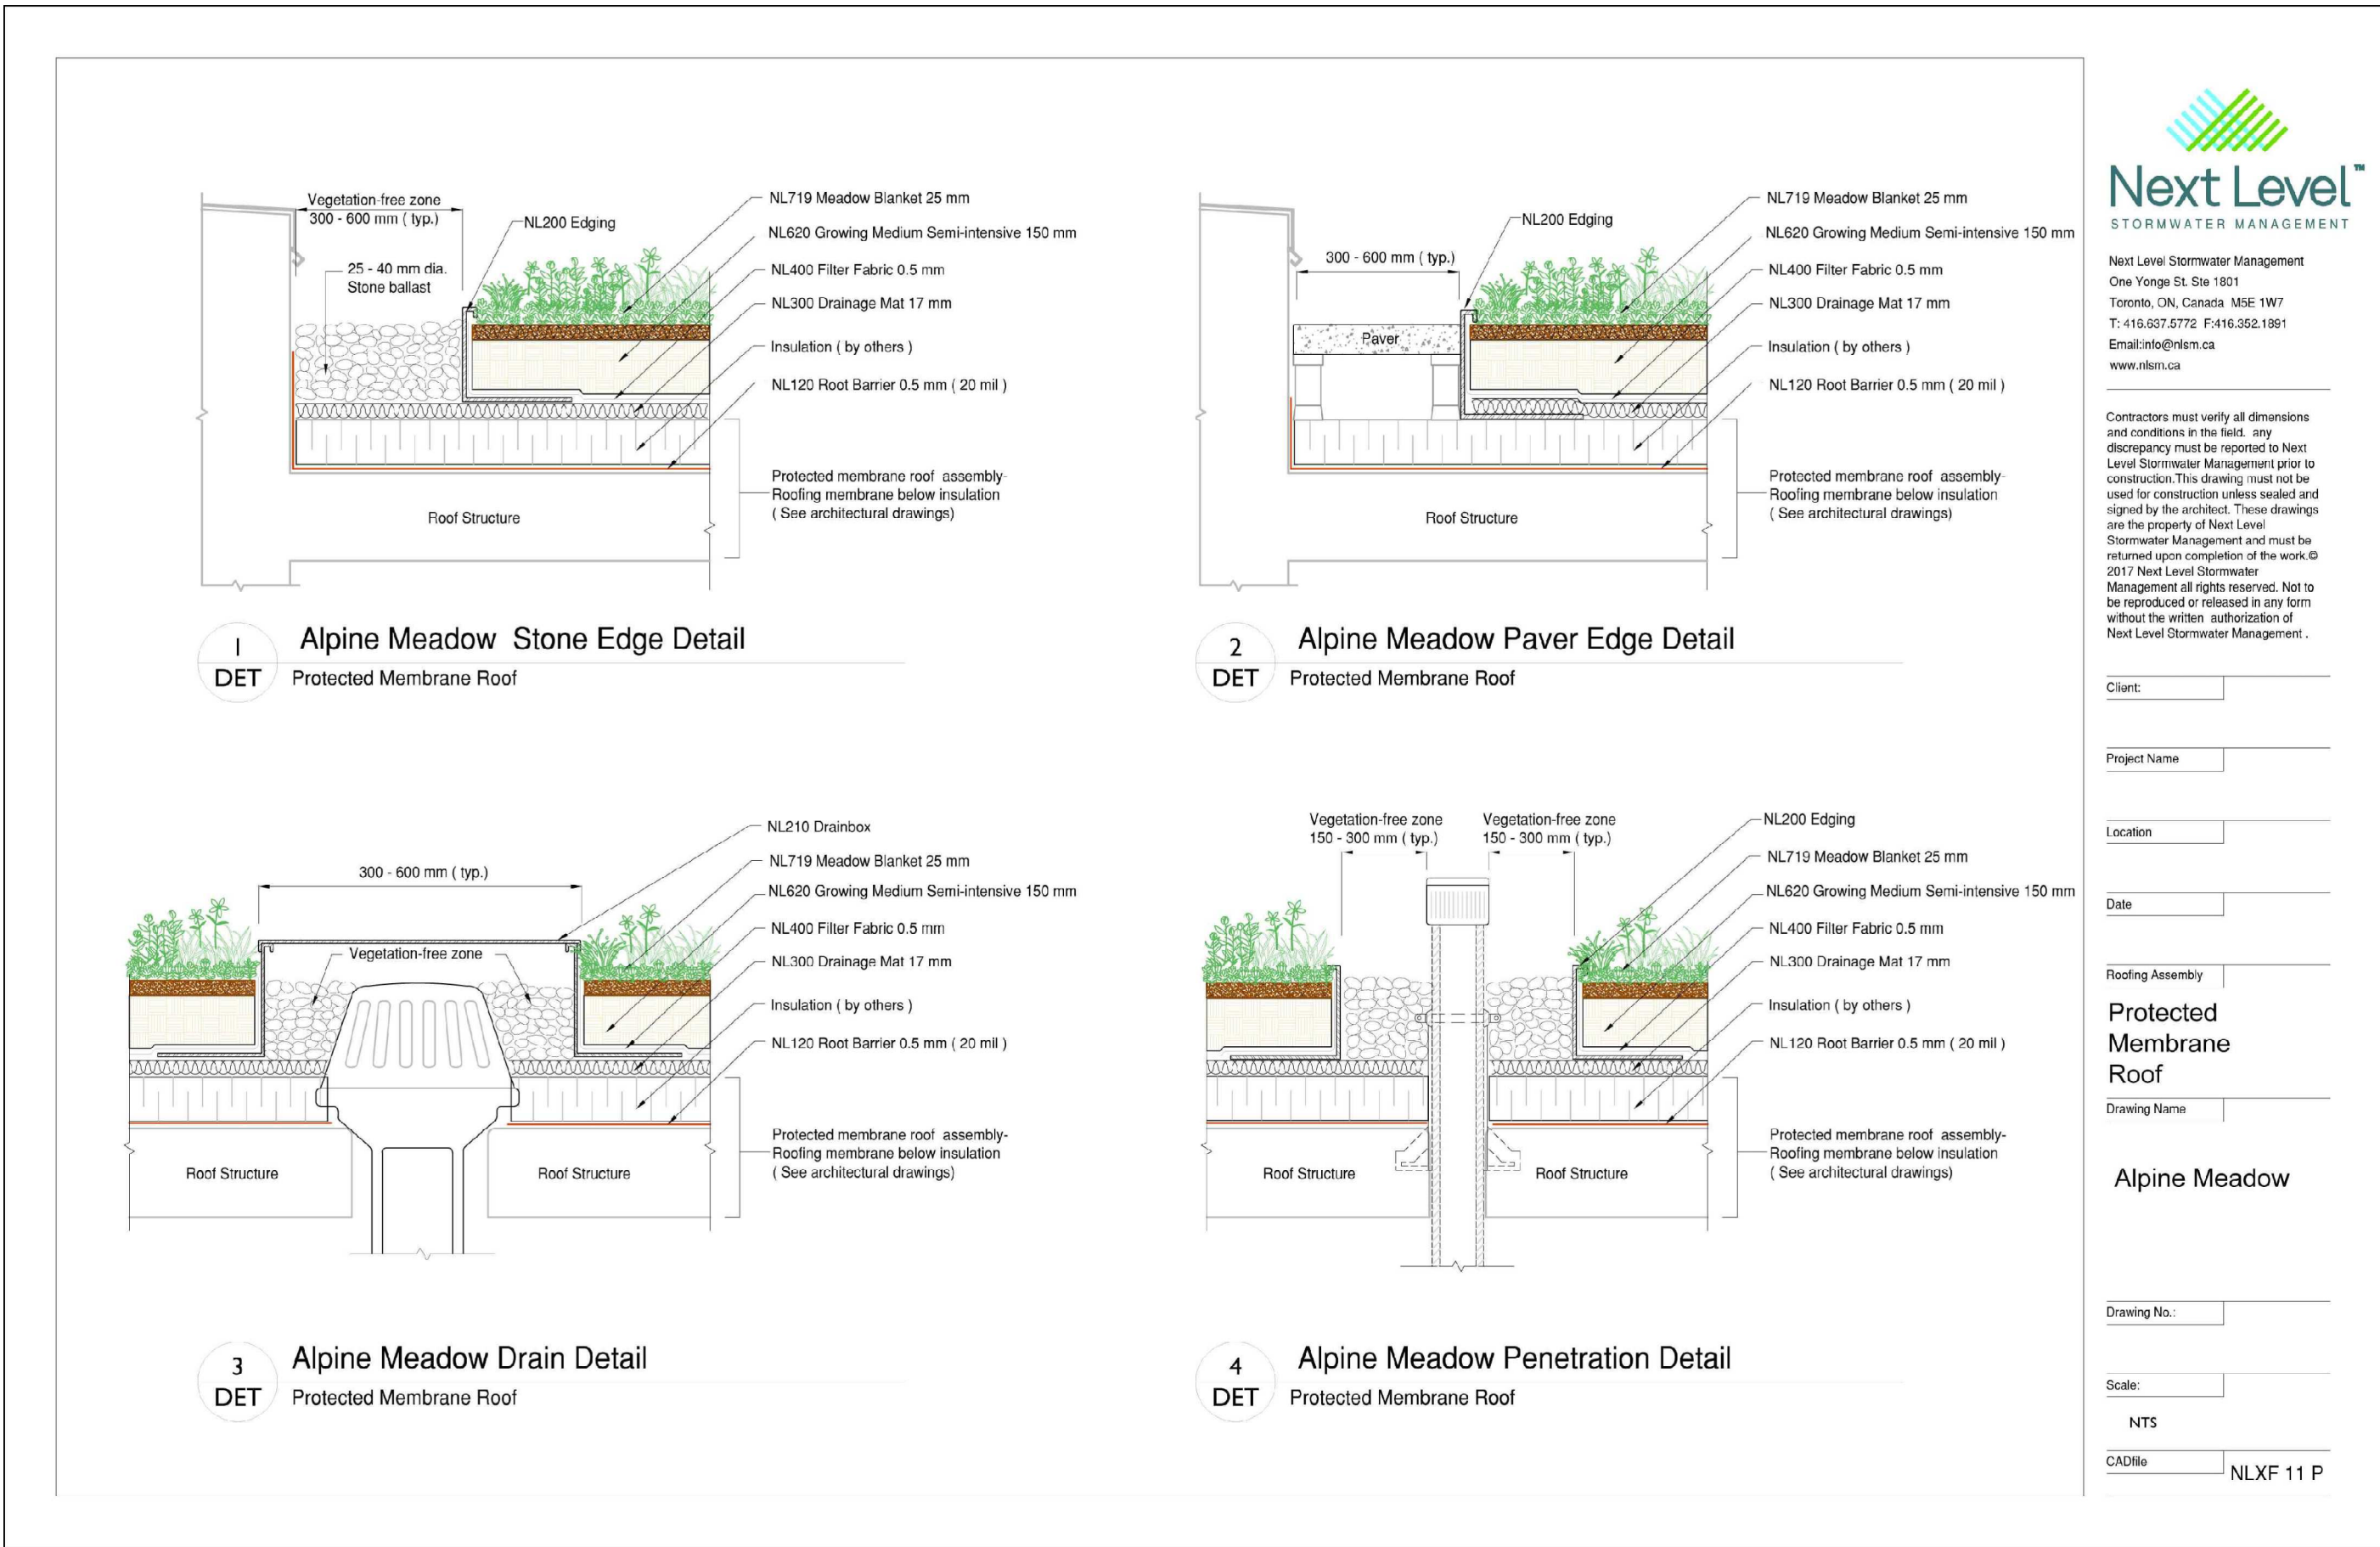 Vegetation-free zone
300 - 600 mm ( typ.)
NL200 Edging
25 - 40 mm dia.
Stone ballast
NL719 Meadow Blanket 25 mm
NL620 Growing Medium Semi-intensive 150 mm
NL400 Filter Fabric 0.5 mm
NL300 Drainage Mat 17 mm
Insulation ( by others )
NL120 Root Barrier 0.5 mm ( 20 mil )
Protected membrane roof assembly-
Roofing membrane below insulation
( See architectural drawings)
Roof Structure
1
DET
Alpine Meadow Stone Edge Detail
Protected Membrane Roof
300 - 600 mm ( typ.)
NL200 Edging
Paver
NL719 Meadow Blanket 25 mm
NL620 Growing Medium Semi-intensive 150 mm
NL400 Filter Fabric 0.5 mm
NL300 Drainage Mat 17 mm
Insulation ( by others )
NL120 Root Barrier 0.5 mm ( 20 mil )
Protected membrane roof assembly-
Roofing membrane below insulation
( See architectural drawings)
Roof Structure
2
DET
Alpine Meadow Paver Edge Detail
Protected Membrane Roof
300 - 600 mm ( typ.)
Vegetation-free zone
NL210 Drainbox
NL719 Meadow Blanket 25 mm
NL620 Growing Medium Semi-intensive 150 mm
NL400 Filter Fabric 0.5 mm
NL300 Drainage Mat 17 mm
Insulation ( by others )
NL120 Root Barrier 0.5 mm ( 20 mil )
Protected membrane roof assembly-
Roofing membrane below insulation
( See architectural drawings)
Roof Structure
Roof Structure
3
DET
Alpine Meadow Drain Detail
Protected Membrane Roof
Vegetation-free zone
150 - 300 mm ( typ.)
Vegetation-free zone
150 - 300 mm ( typ.)
NL200 Edging
NL719 Meadow Blanket 25 mm
NL620 Growing Medium Semi-intensive 150 mm
NL400 Filter Fabric 0.5 mm
NL300 Drainage Mat 17 mm
Insulation ( by others )
NL120 Root Barrier 0.5 mm ( 20 mil )
Protected membrane roof assembly-
Roofing membrane below insulation
( See architectural drawings)
Roof Structure
Roof Structure
4
DET
Alpine Meadow Penetration Detail
Protected Membrane Roof
Next Level™
STORMWATER MANAGEMENT
Next Level Stormwater Management
One Yonge St. Ste 1801
Toronto, ON, Canada M5E 1W7
T: 416.637.5772 F:416.352.1891
Email:info@nlsm.ca
www.nlsm.ca
Contractors must verify all dimensions
and conditions in the field. any
discrepancy must be reported to Next
Level Stormwater Management prior to
construction.This drawing must not be
used for construction unless sealed and
signed by the architect. These drawings
are the property of Next Level
Stormwater Management and must be
returned upon completion of the work.©
2017 Next Level Stormwater
Management all rights reserved. Not to
be reproduced or released in any form
without the written authorization of
Next Level Stormwater Management .
Client:
Project Name
Location
Date
Roofing Assembly
Protected
Membrane
Roof
Drawing Name
Alpine Meadow
Drawing No.:
Scale:
NTS
CADfile
NLXF 11 P